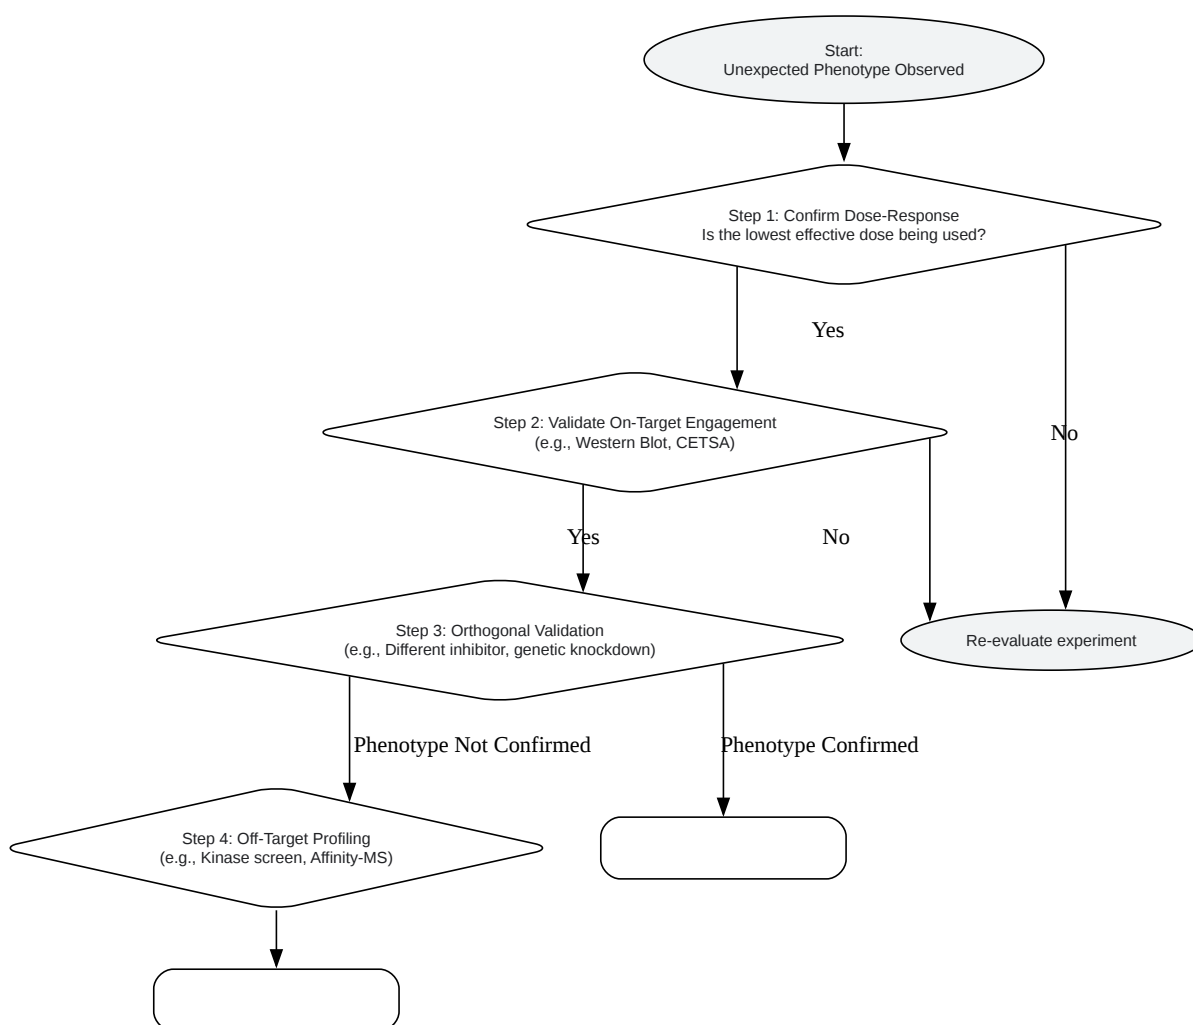 Start:
Unexpected Phenotype Observed
Step 1: Confirm Dose-Response
Is the lowest effective dose being used?
Yes
Step 2: Validate On-Target Engagement
(e.g., Western Blot, CETSA)
No
Yes
No
Step 3: Orthogonal Validation
(e.g., Different inhibitor, genetic knockdown)
Re-evaluate experiment
Phenotype Not Confirmed
Phenotype Confirmed
Step 4: Off-Target Profiling
(e.g., Kinase screen, Affinity-MS)